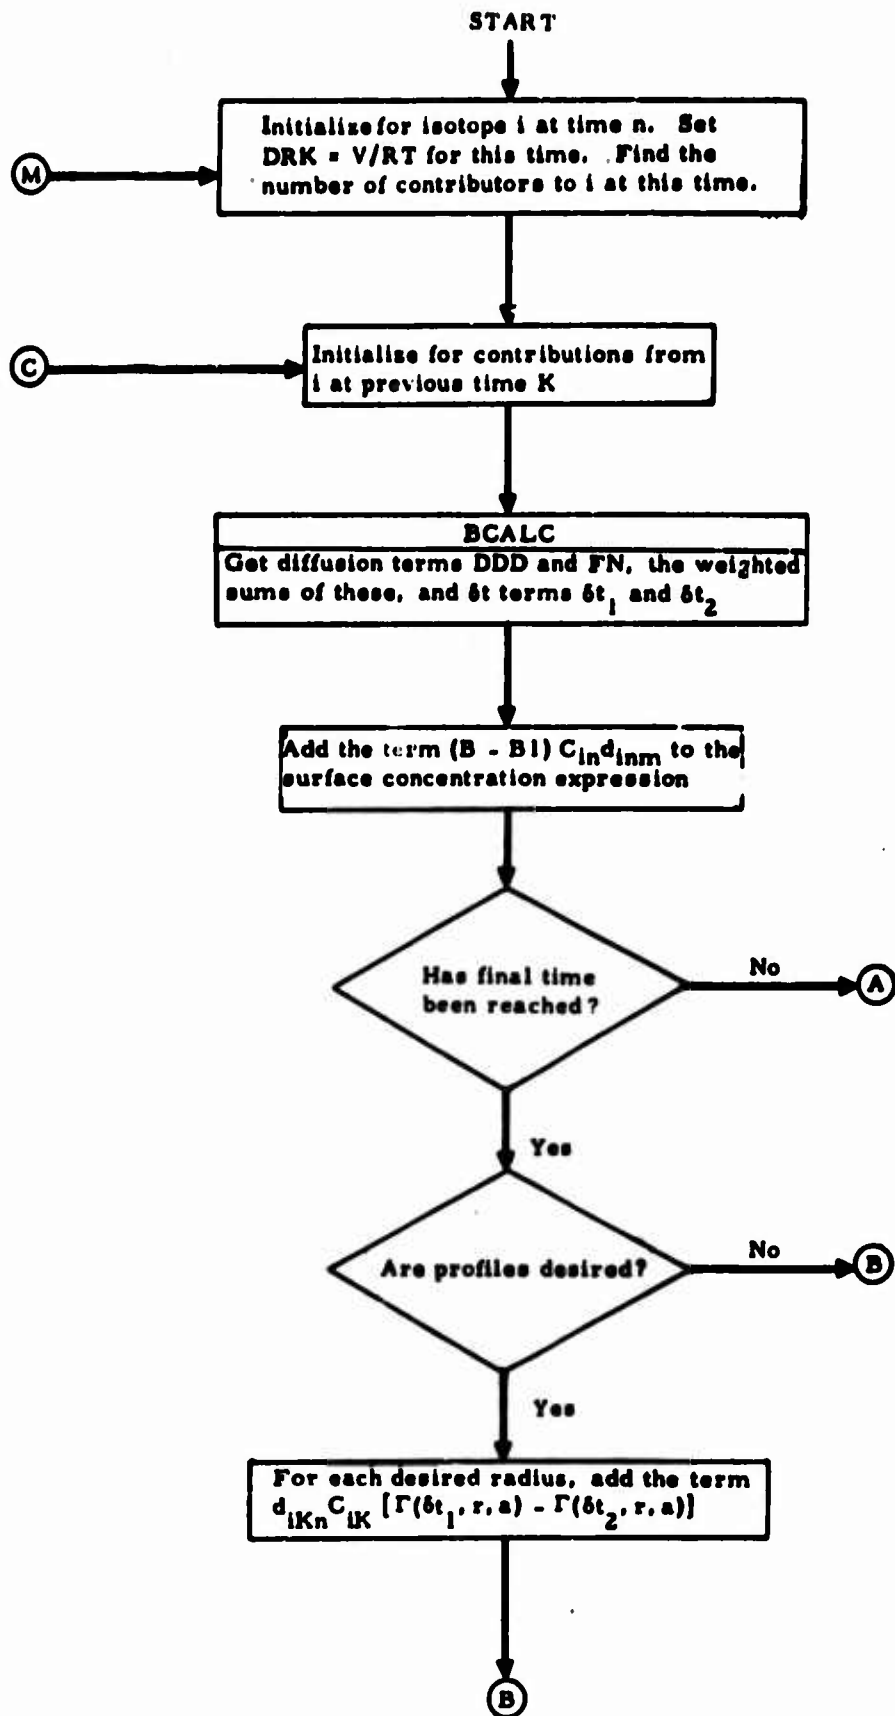 START
Initialize for isotope i at time n. Set
DRK = V/RT for this time. Find the
number of contributors to i at this time.
M
Initialize for contributions from
i at previous time K
C
BCALC
Get diffusion terms DDD and FN, the weighted
sums of these, and δt terms δt₁ and δt₂
Add the term (B - B1) C_in d_inm to the
surface concentration expression
Has final time
been reached?
No
A
Yes
Are profiles desired?
No
B
Yes
For each desired radius, add the term
d_iKn C_iK [Γ(δt₁, r, a) - Γ(δt₂, r, a)]
B